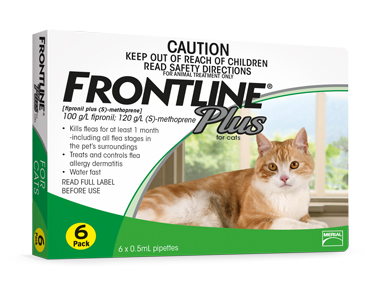 CAUTION
KEEP OUT OF REACH OF CHILDREN
READ SAFETY DIRECTIONS
FOR ANIMAL TREATMENT ONLY
FRONTLINE®
Plus
for cats
[fipronil plus (S)-methoprene]
100 g/L fipronil; 120 g/L (S)-methoprene
• Kills fleas for at least 1 month
-including all flea stages in
the pet's surroundings
• Treats and controls flea
allergy dermatitis
• Water fast
READ FULL LABEL
BEFORE USE
6
Pack
6 x 0.5mL pipettes
MERIAL
FRONTLINE
Plus
FOR CATS
6